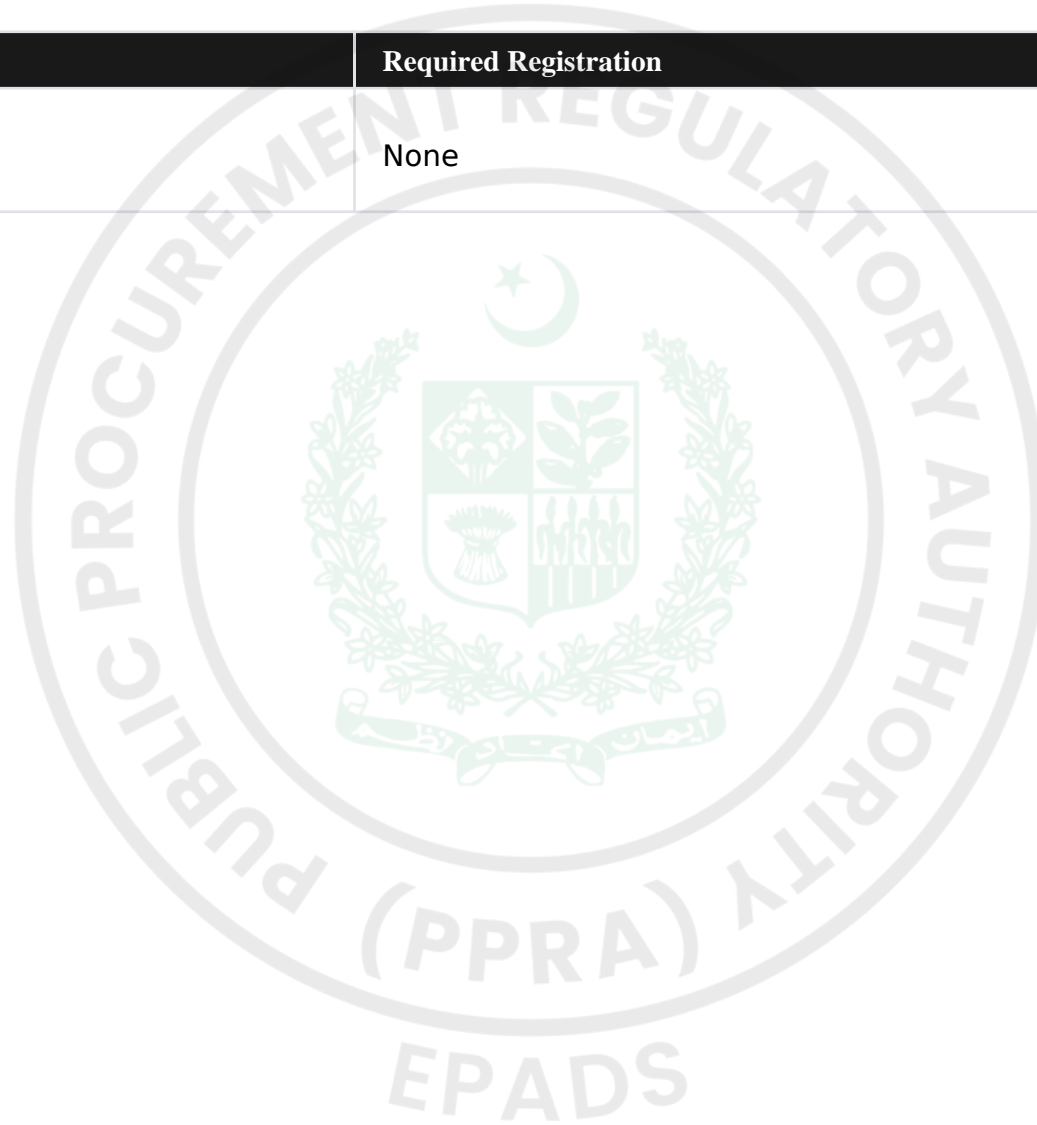 Required Registration
None
PUBLIC PROCUREMENT REGULATORY AUTHORITY
(PPRA)
EPADS